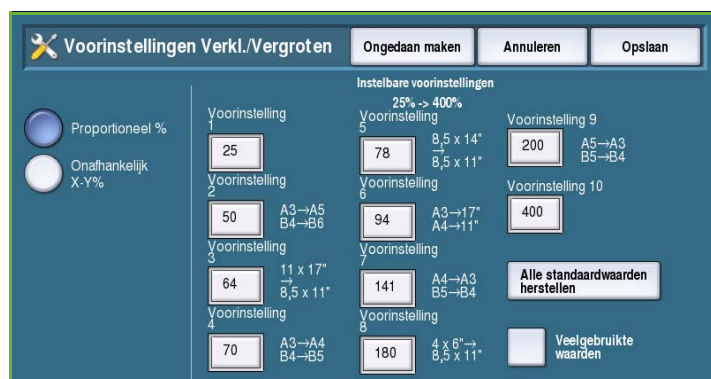 Voorinstellingen Verkl./Vergroten
Ongedaan maken
Annuleren
Opslaan
Instelbare voorinstellingen
25% -> 400%
Proportioneel %
Onafhankelijk
X-Y%
Voorinstelling
1
25
Voorinstelling
2
50
A3→A5
B4→B6
Voorinstelling
3
64
11 x 17"
→
8,5 x 11"
Voorinstelling
4
70
A3→A4
B4→B5
Voorinstelling
5
78
8,5 x 14"
→
8,5 x 11"
Voorinstelling
6
94
A3→17"
A4→11"
Voorinstelling
7
141
A4→A3
B5→B4
Voorinstelling
8
180
4 x 6"→
8,5 x 11"
Voorinstelling 9
200
A5→A3
B5→B4
Voorinstelling 10
400
Alle standaardwaarden
herstellen
Veelgebruikte
waarden